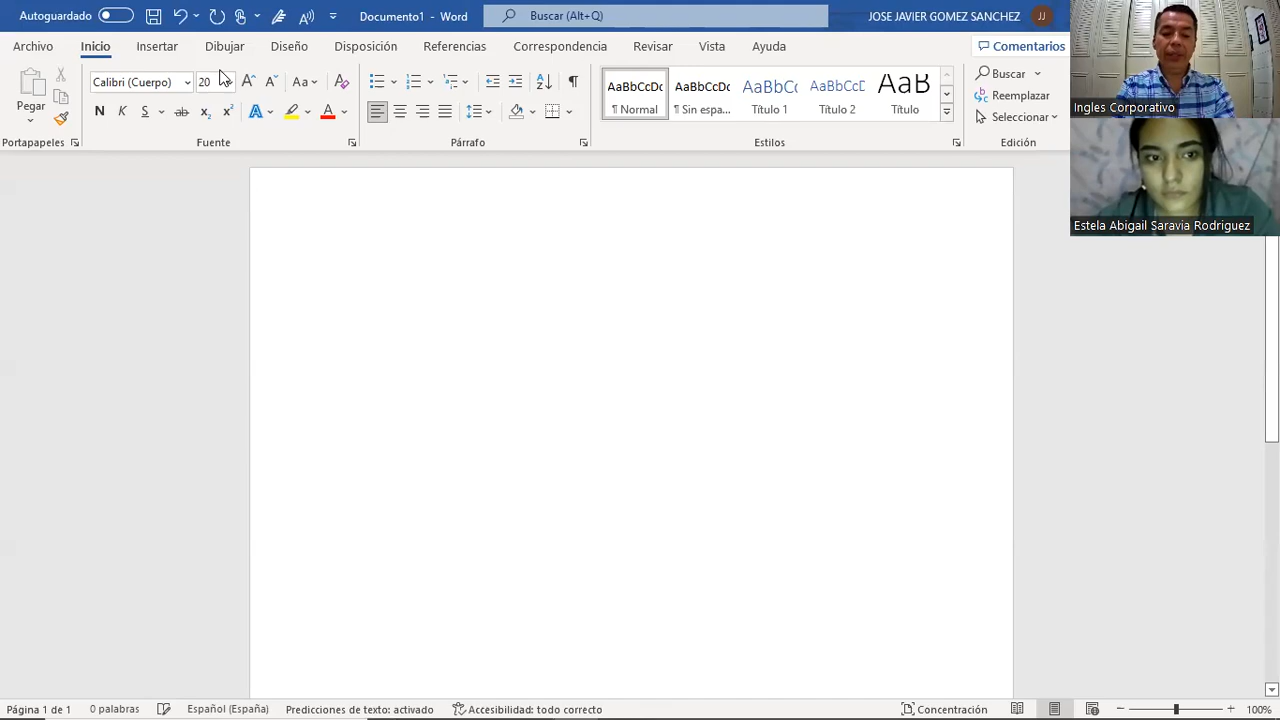 Autoguardado
Documento1 - Word
Buscar (Alt+Q)
JOSE JAVIER GOMEZ SANCHEZ
JJ
Archivo Inicio Insertar Dibujar Diseño Disposición Referencias Correspondencia Revisar Vista Ayuda
Comentarios
Pegar
Portapapeles
Calibri (Cuerpo) 20 A A Aa A
N K S ab x2 x2 A A
Fuente
Párrafo
AaBbCcDc AaBbCcDc AaBbCc AaBbCcD AaB
¶ Normal ¶ Sin espa... Título 1 Título 2 Título
Estilos
Buscar
Reemplazar
Seleccionar
Edición
Ingles Corporativo
Estela Abigail Saravia Rodriguez
Página 1 de 1 0 palabras Español (España) Predicciones de texto: activado Accesibilidad: todo correcto Concentración 100%